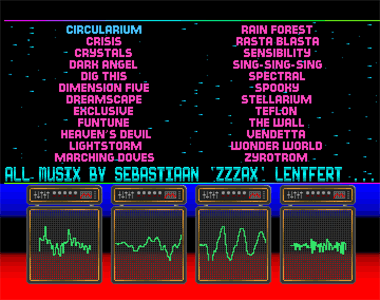 CIRCULARIUM
CRISIS
CRYSTALS
DARK ANGEL
DIG THIS
DIMENSION FIVE
DREAMSCAPE
EXCLUSIVE
FUNTUNE
HEAVEN'S DEVIL
LIGHTSTORM
MARCHING DOVES
RAIN FOREST
RASTA BLASTA
SENSIBILITY
SING-SING-SING
SPECTRAL
SPOOKY
STELLARIUM
TEFLON
THE WALL
VENDETTA
WONDER WORLD
ZYROTROM
ALL MUSIX BY SEBASTIAAN 'ZZZAX' LENTFERT ...